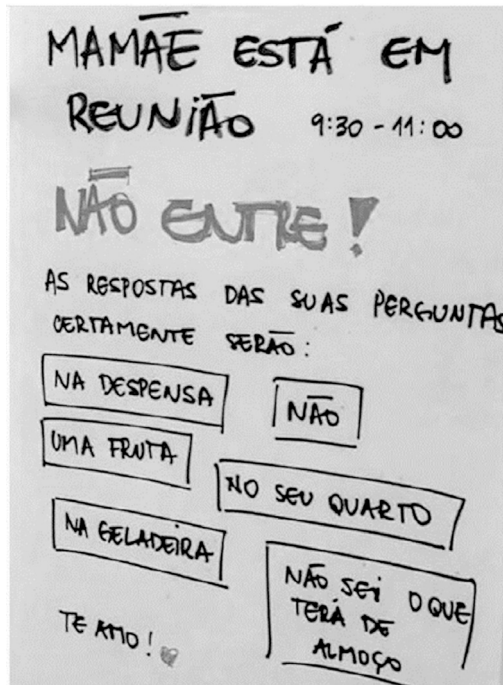 MAMÃE ESTÁ EM
REUNIÃO 9:30 - 11:00
NÃO ENTRE!
AS RESPOSTAS DAS SUAS PERGUNTAS
CERTAMENTE SERÃO:
NA DESPENSA
NÃO
UMA FRUTA
NO SEU QUARTO
NA GELADEIRA
NÃO SEI O QUE
TERÁ DE
ALMOÇO
TE AMO!